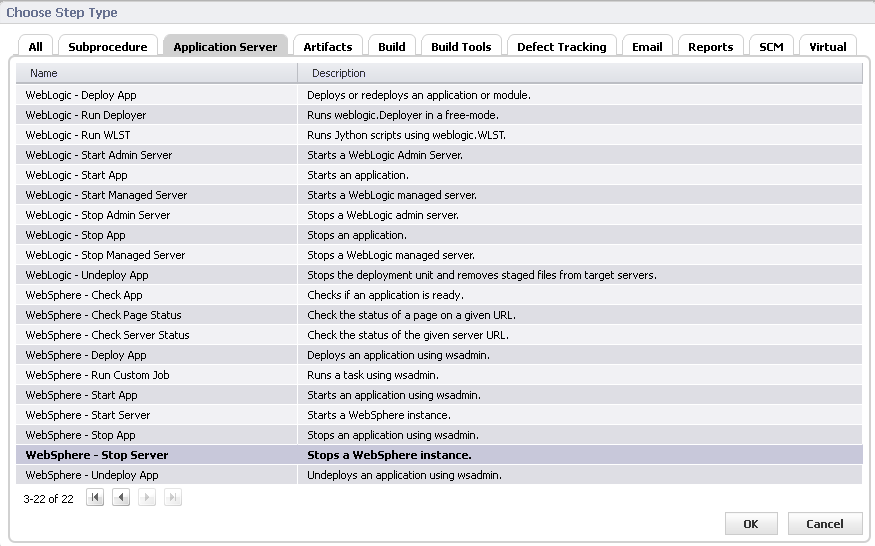 Choose Step Type
All Subprocedure Application Server Artifacts Build Build Tools Defect Tracking Email Reports SCM Virtual
Name Description
WebLogic - Deploy App Deploys or redeploys an application or module.
WebLogic - Run Deployer Runs weblogic.Deployer in a free-mode.
WebLogic - Run WLST Runs Jython scripts using weblogic.WLST.
WebLogic - Start Admin Server Starts a WebLogic Admin Server.
WebLogic - Start App Starts an application.
WebLogic - Start Managed Server Starts a WebLogic managed server.
WebLogic - Stop Admin Server Stops a WebLogic admin server.
WebLogic - Stop App Stops an application.
WebLogic - Stop Managed Server Stops a WebLogic managed server.
WebLogic - Undeploy App Stops the deployment unit and removes staged files from target servers.
WebSphere - Check App Checks if an application is ready.
WebSphere - Check Page Status Check the status of a page on a given URL.
WebSphere - Check Server Status Check the status of the given server URL.
WebSphere - Deploy App Deploys an application using wsadmin.
WebSphere - Run Custom Job Runs a task using wsadmin.
WebSphere - Start App Starts an application using wsadmin.
WebSphere - Start Server Starts a WebSphere instance.
WebSphere - Stop App Stops an application using wsadmin.
WebSphere - Stop Server Stops a WebSphere instance.
WebSphere - Undeploy App Undeploys an application using wsadmin.
3-22 of 22
OK Cancel